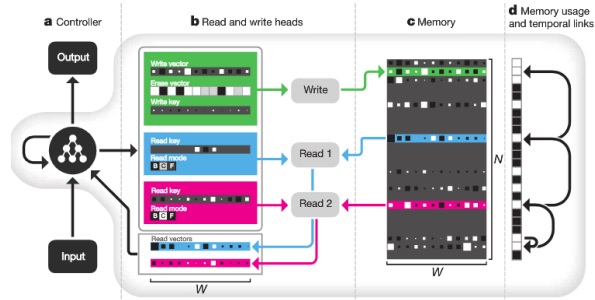 a Controller
b Read and write heads
c Memory
d Memory usage
and temporal links
Output
Input
Write vector
Erase vector
Write key
Read key
Read mode
B C F
Read key
Read mode
B C F
Read vectors
W
Write
Read 1
Read 2
N
W